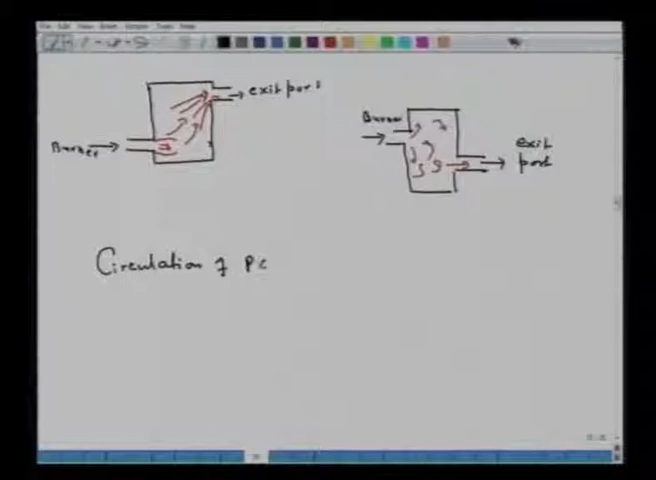 exit port
Burner
Burner
exit
port
Circulation of PC